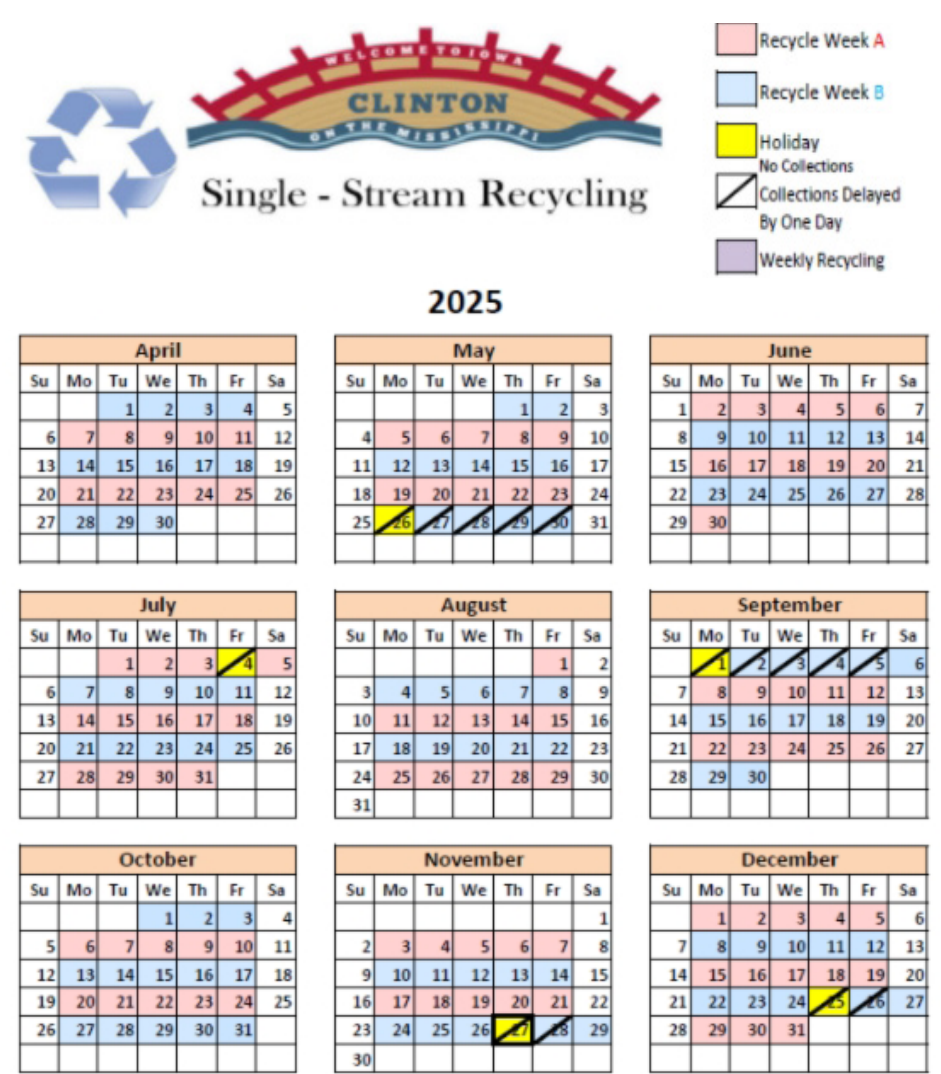 WELCOME TO IOWA
CLINTON
ON THE MISSISSIPPI
Single - Stream Recycling
Recycle Week A
Recycle Week B
Holiday
No Collections
Collections Delayed
By One Day
Weekly Recycling
2025
April May June
Su Mo Tu We Th Fr Sa Su Mo Tu We Th Fr Sa Su Mo Tu We Th Fr Sa
1 2 3 4 5 1 2 3 1 2 3 4 5 6 7
6 7 8 9 10 11 12 4 5 6 7 8 9 10 8 9 10 11 12 13 14
13 14 15 16 17 18 19 11 12 13 14 15 16 17 15 16 17 18 19 20 21
20 21 22 23 24 25 26 18 19 20 21 22 23 24 22 23 24 25 26 27 28
27 28 29 30 25 26 27 28 29 30 31 29 30
July August September
Su Mo Tu We Th Fr Sa Su Mo Tu We Th Fr Sa Su Mo Tu We Th Fr Sa
1 2 3 4 5 1 2 1 2 3 4 5 6
6 7 8 9 10 11 12 3 4 5 6 7 8 9 7 8 9 10 11 12 13
13 14 15 16 17 18 19 10 11 12 13 14 15 16 14 15 16 17 18 19 20
20 21 22 23 24 25 26 17 18 19 20 21 22 23 21 22 23 24 25 26 27
27 28 29 30 31 24 25 26 27 28 29 30 28 29 30
31
October November December
Su Mo Tu We Th Fr Sa Su Mo Tu We Th Fr Sa Su Mo Tu We Th Fr Sa
1 2 3 4 1 1 2 3 4 5 6
5 6 7 8 9 10 11 2 3 4 5 6 7 8 7 8 9 10 11 12 13
12 13 14 15 16 17 18 9 10 11 12 13 14 15 14 15 16 17 18 19 20
19 20 21 22 23 24 25 16 17 18 19 20 21 22 21 22 23 24 25 26 27
26 27 28 29 30 31 23 24 25 26 27 28 29 28 29 30 31
30